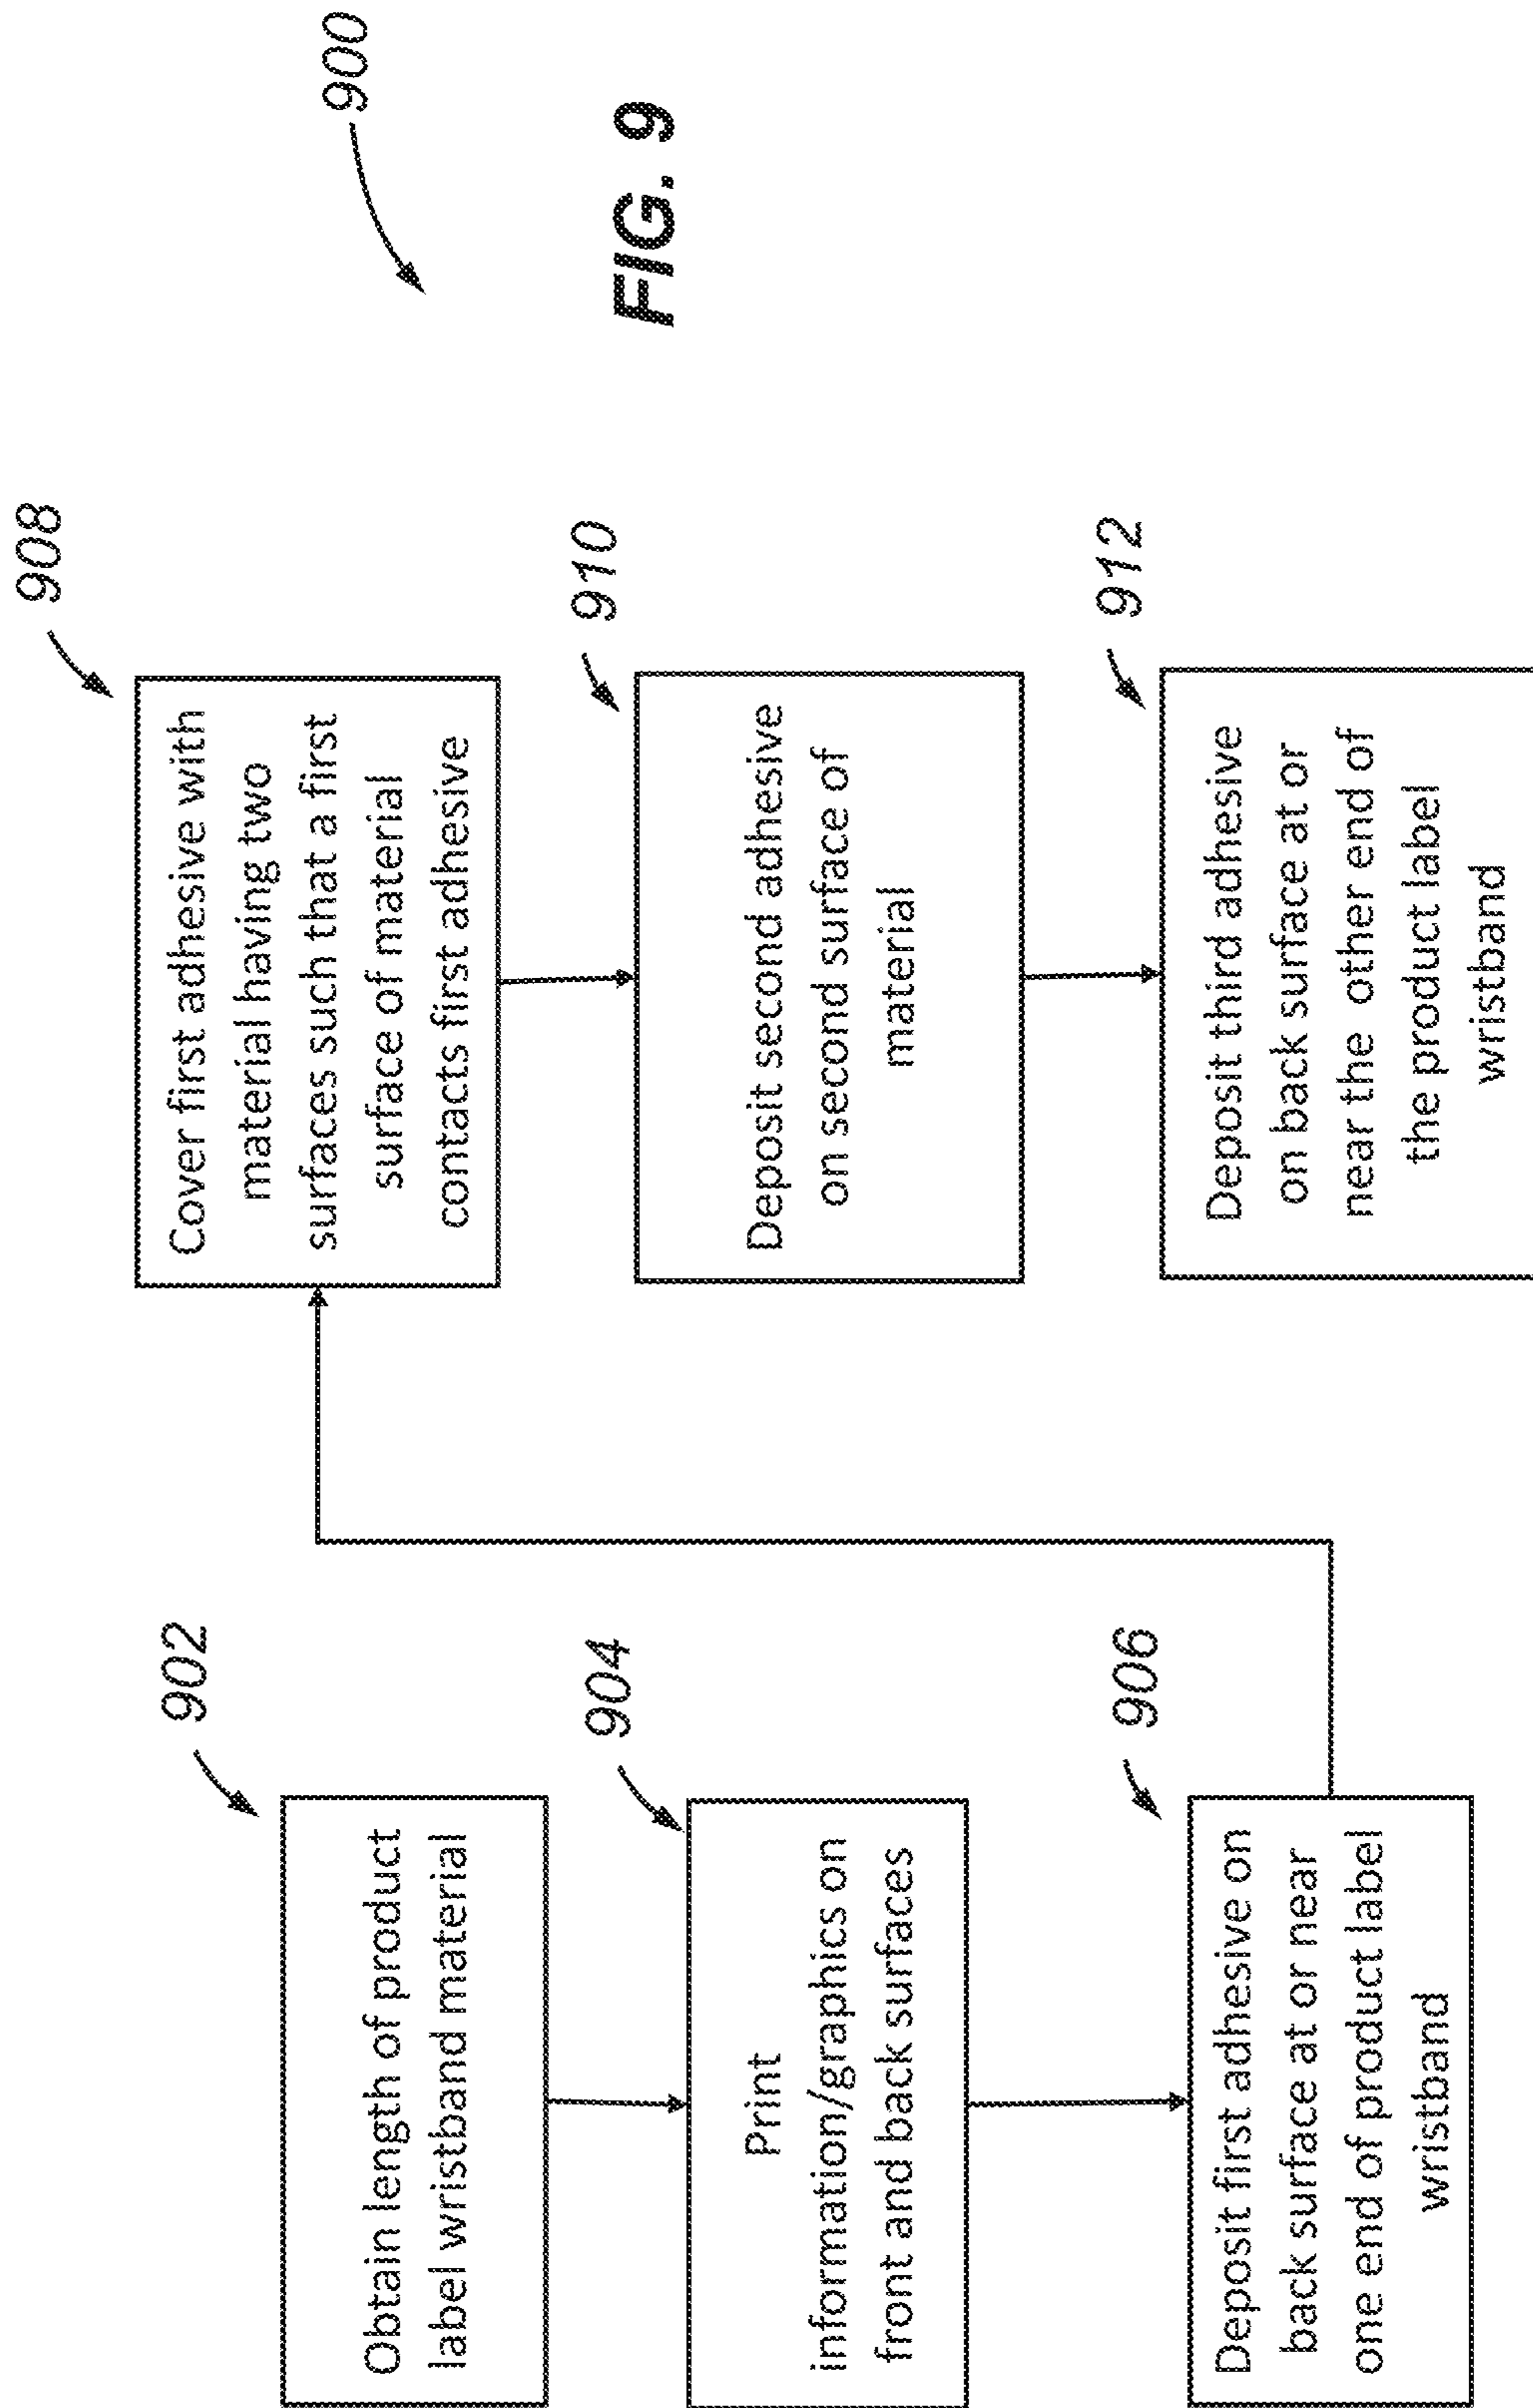 902
Obtain length of product
label wristband material
904
Print
information/graphics on
front and back surfaces
906
Deposit first adhesive on
back surface at or near
one end of product label
wristband
908
Cover first adhesive with
material having two
surfaces such that a first
surface of material
contacts first adhesive
910
Deposit second adhesive
on second surface of
material
912
Deposit third adhesive
on back surface at or
near the other end of
the product label
wristband
900
FIG. 9